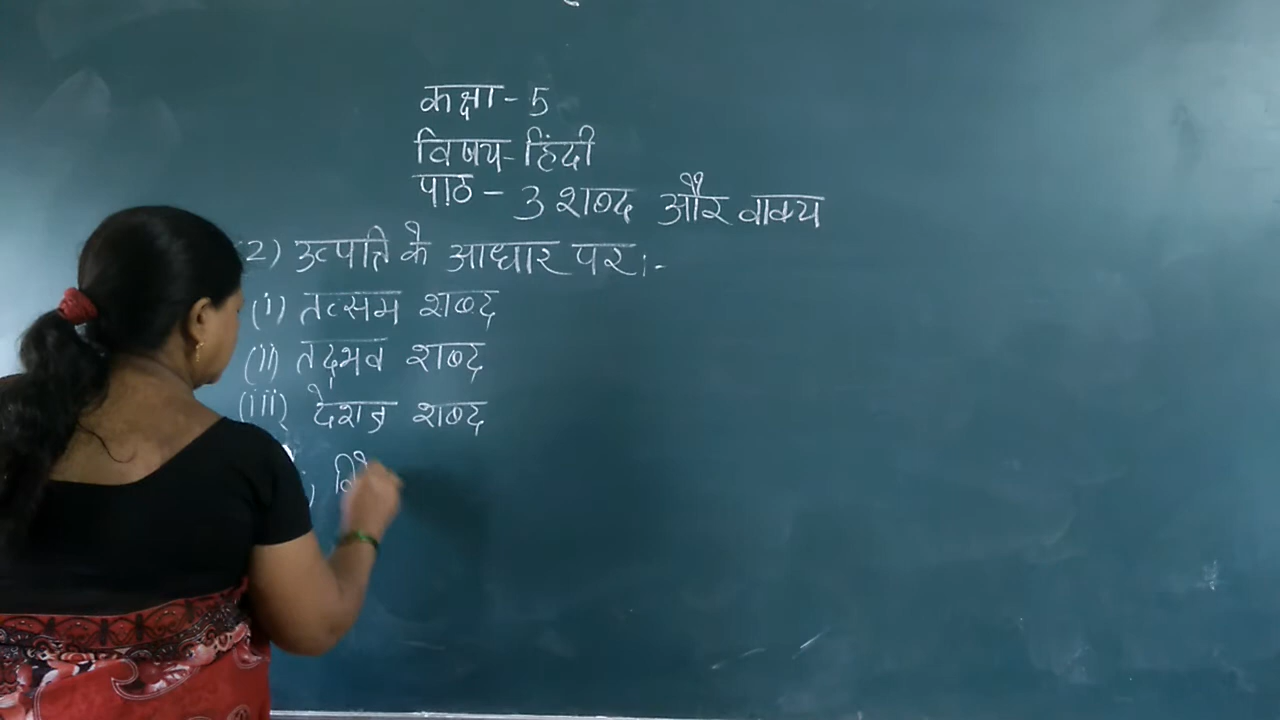 कक्षा - 5
विषय - हिंदी
पाठ - 3 शब्द और वाक्य
2) उत्पत्ति के आधार पर :-
(i) तत्सम शब्द
(ii) तद्भव शब्द
(iii) देशज शब्द